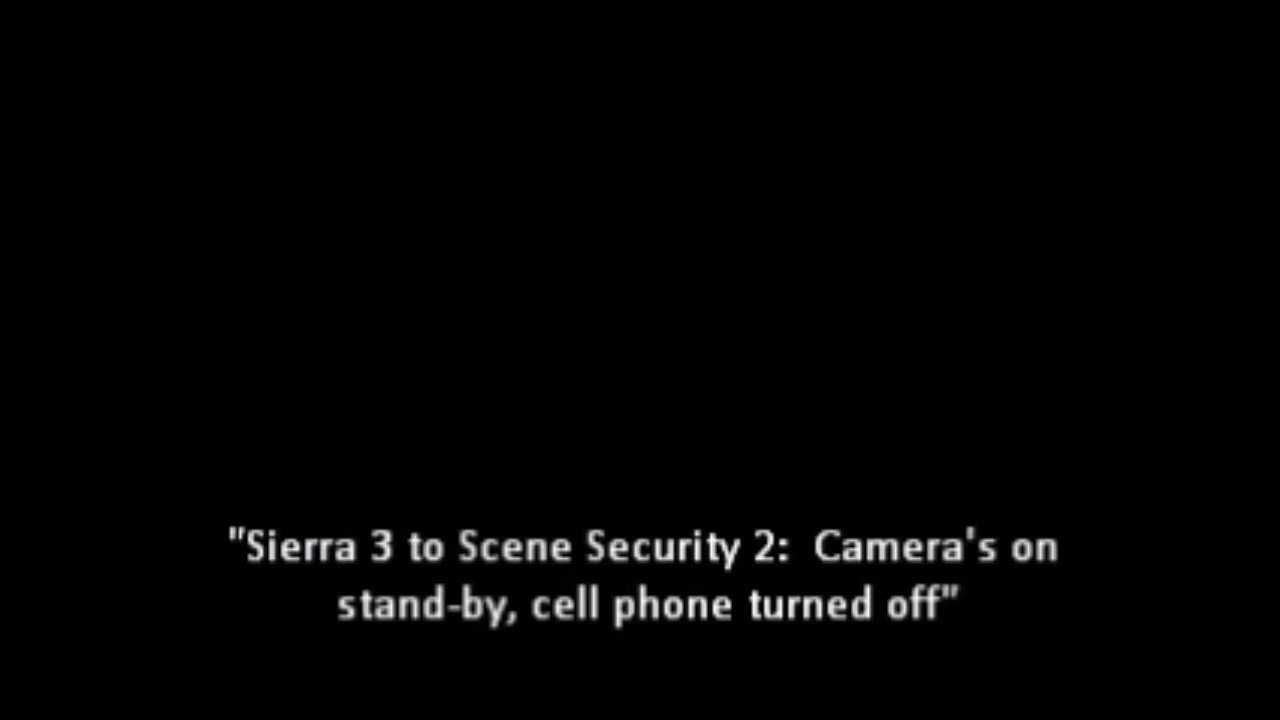 "Sierra 3 to Scene Security 2:  Camera's on
stand-by, cell phone turned off"